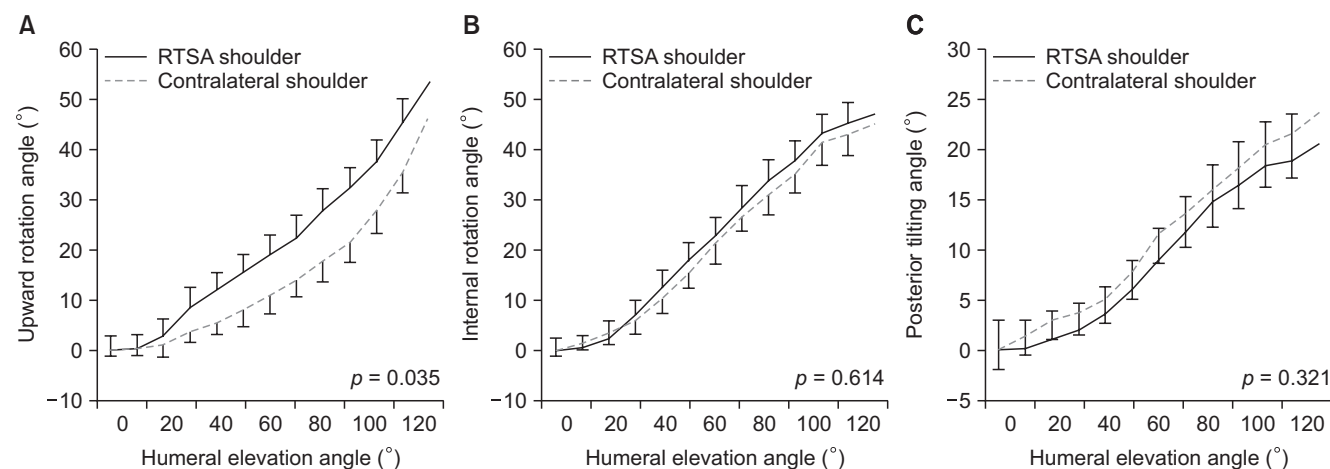 A
RTSA shoulder
Contralateral shoulder
Upward rotation angle (°)
60
50
40
30
20
10
0
−10
p = 0.035
0 20 40 60 80 100 120
Humeral elevation angle (°)
B
RTSA shoulder
Contralateral shoulder
Internal rotation angle (°)
60
50
40
30
20
10
0
−10
p = 0.614
0 20 40 60 80 100 120
Humeral elevation angle (°)
C
RTSA shoulder
Contralateral shoulder
Posterior tilting angle (°)
30
25
20
15
10
5
0
−5
p = 0.321
0 20 40 60 80 100 120
Humeral elevation angle (°)